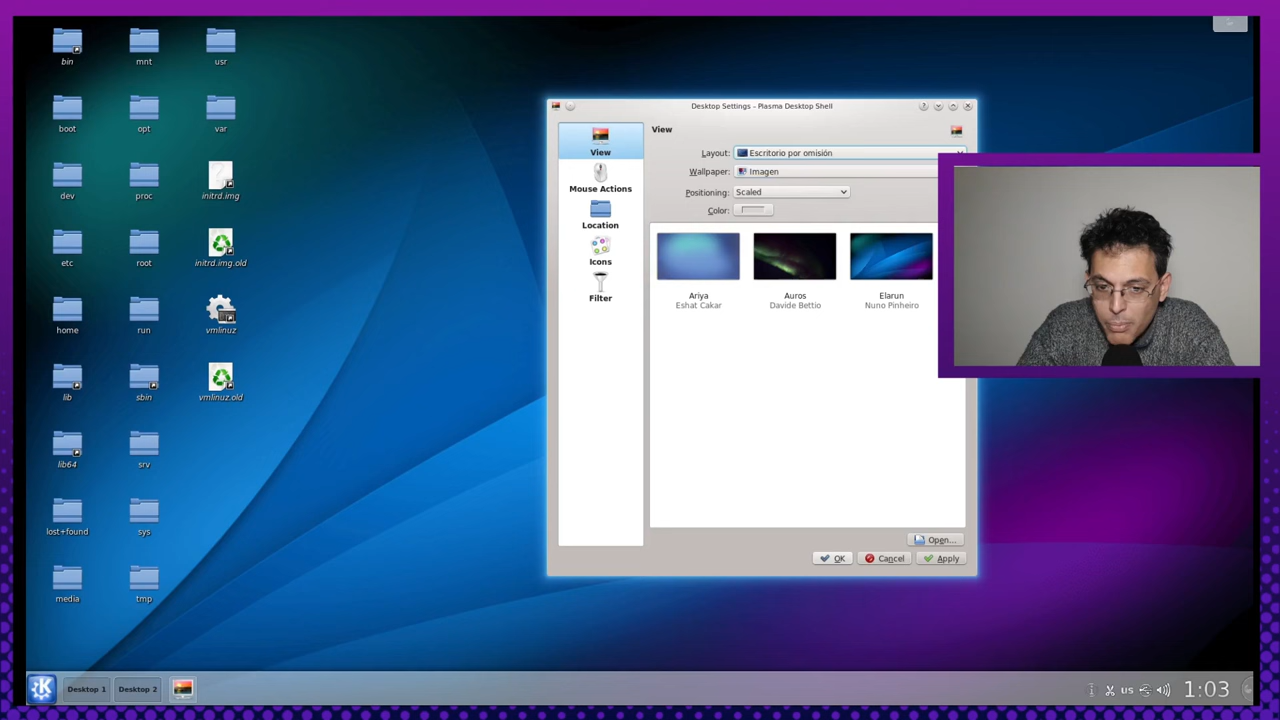 bin
mnt
usr
boot
opt
var
dev
proc
initrd.img
etc
root
initrd.img.old
home
run
vmlinuz
lib
sbin
vmlinuz.old
lib64
srv
lost+found
sys
media
tmp
Desktop Settings - Plasma Desktop Shell
View
Mouse Actions
Location
Icons
Filter
View
Layout: Escritorio por omisión
Wallpaper: Imagen
Positioning: Scaled
Color:
Ariya
Eshat Cakar
Auros
Davide Bettio
Elarun
Nuno Pinheiro
Open...
OK Cancel Apply
Desktop 1 Desktop 2
us 1:03